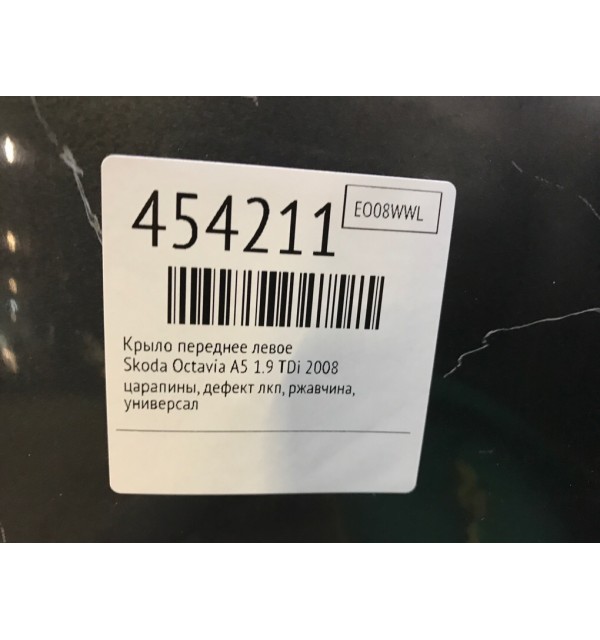 454211
EO08WWL
Крыло переднее левое
Skoda Octavia A5 1.9 TDi 2008
царапины, дефект лкп, ржавчина,
универсал